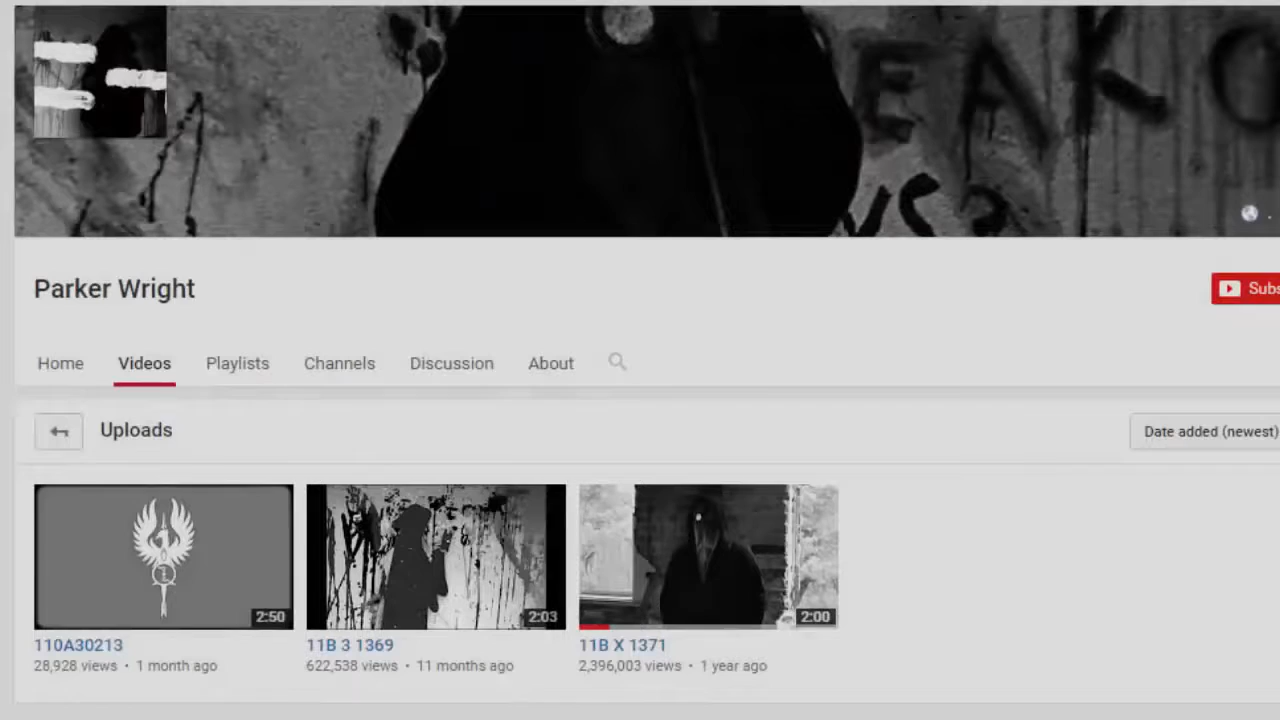 EAK O
Parker Wright
Subs
Home Videos Playlists Channels Discussion About
Uploads
Date added (newest)
2:50 2:03 2:00
110A30213 11B 3 1369 11B X 1371
28,928 views • 1 month ago 622,538 views • 11 months ago 2,396,003 views • 1 year ago